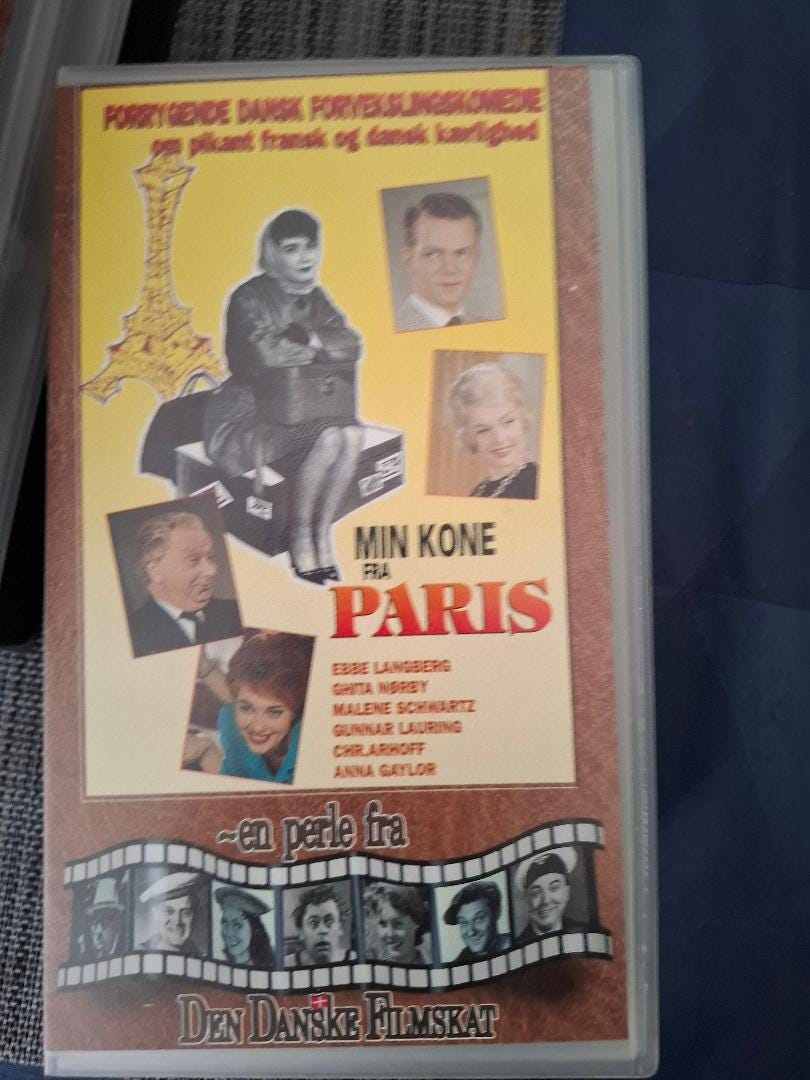 FORRYGENDE DANSK FORVEKSLINGSKOMEDIE
om pikant fransk og dansk kærlighed
MIN KONE
FRA
PARIS
EBBE LANGBERG
GHITA NØRBY
MALENE SCHWARTZ
GUNNAR LAURING
CHR.ARHOFF
ANNA GAYLOR
~en perle fra
DEN DANSKE FILMSKAT